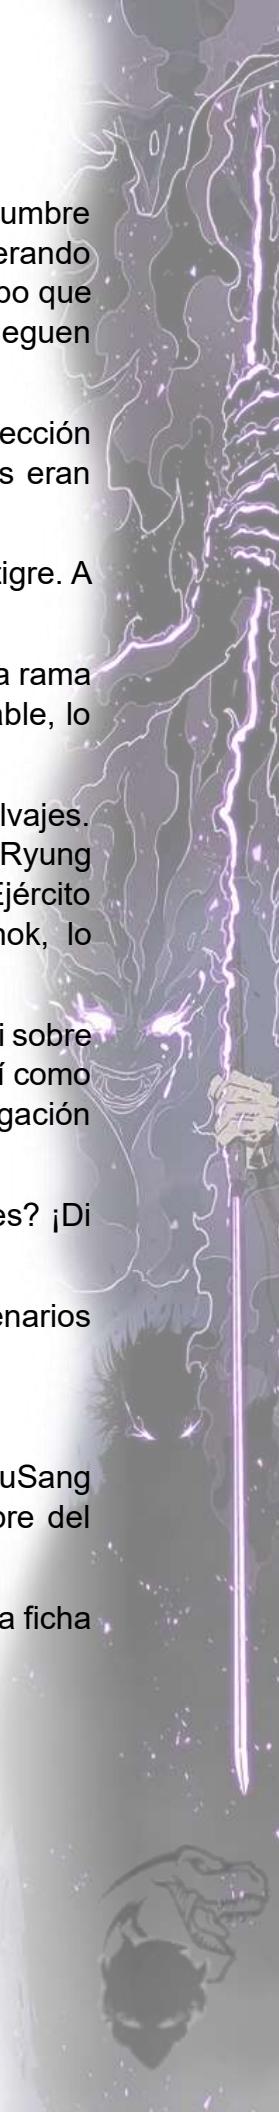 umbre
erando
po que
eguen
ección
s eran
tigre. A
a rama
able, lo
lvajes.
Ryung
Ejército
nok, lo
i sobre
í como
gación
es? ¡Di
enarios
uSang
bre del
a ficha